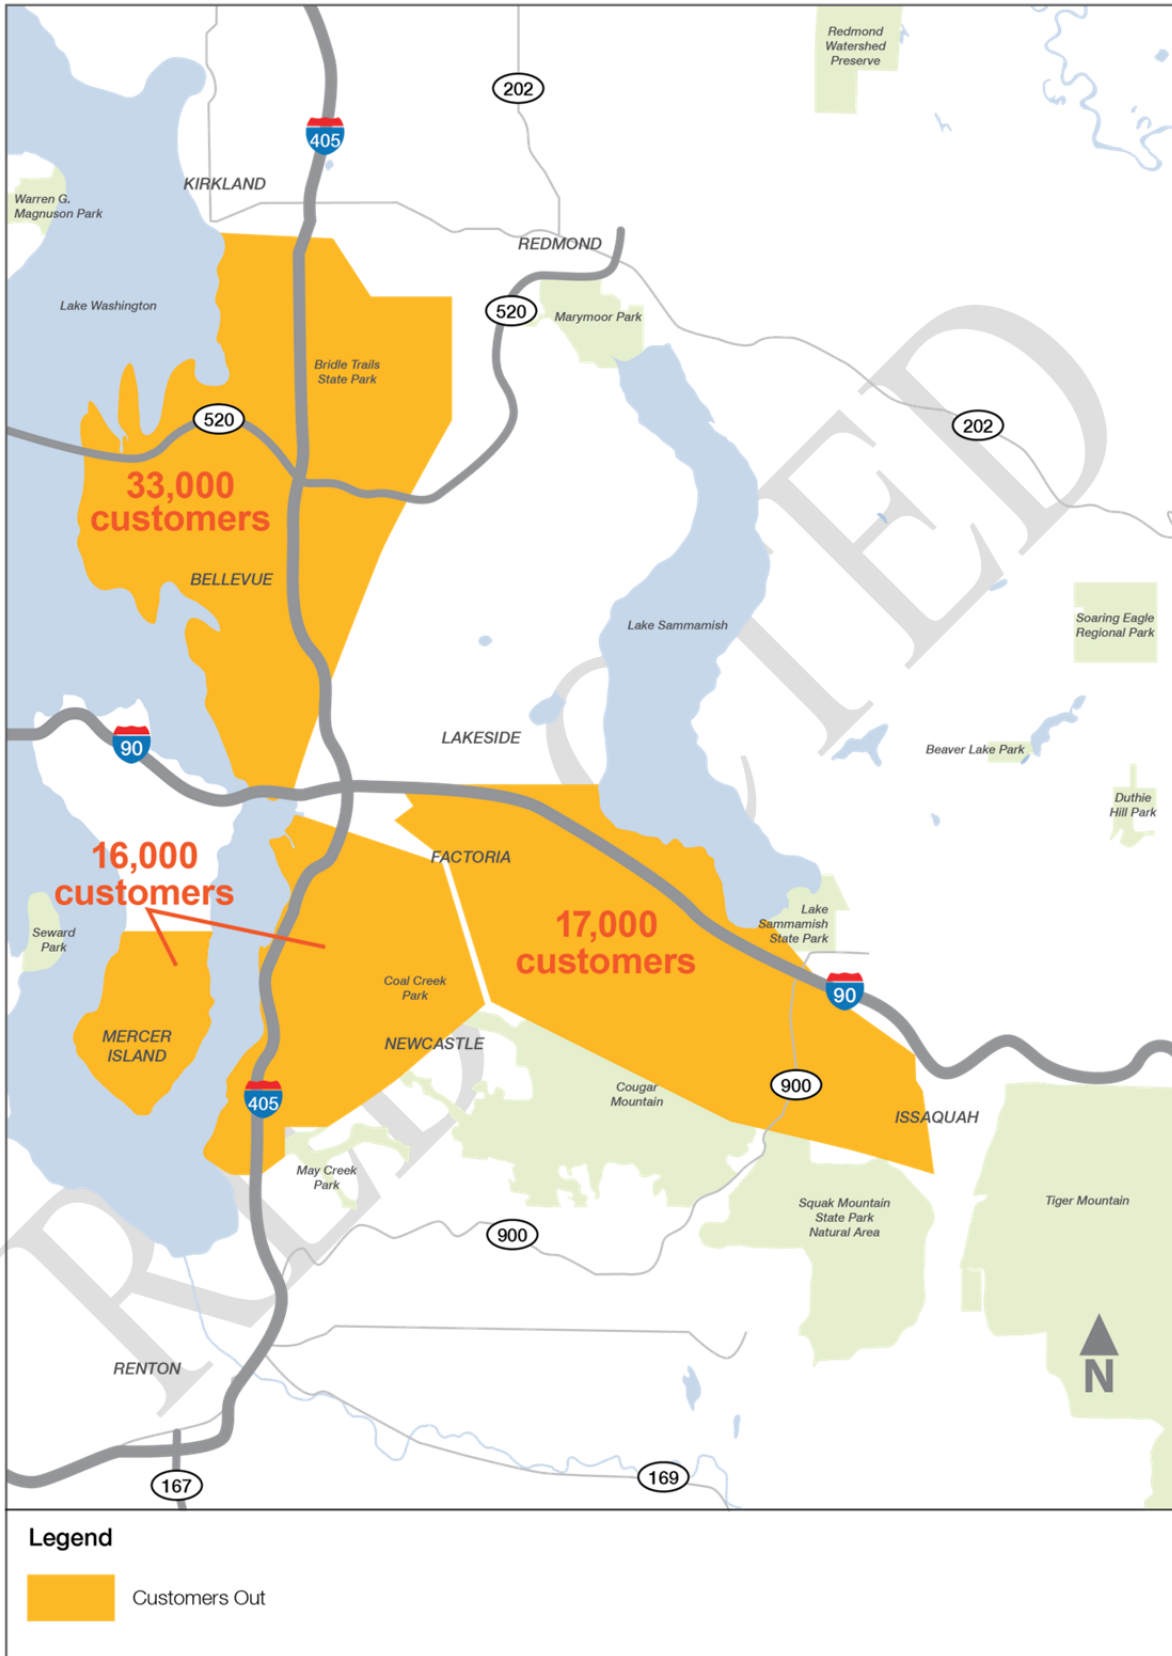 Redmond
Watershed
Preserve
202
405
KIRKLAND
Warren G.
Magnuson Park
REDMOND
Lake Washington
520
Marymoor Park
Bridle Trails
State Park
520
202
33,000
customers
BELLEVUE
Lake Sammamish
Soaring Eagle
Regional Park
LAKESIDE
90
Beaver Lake Park
Duthie
Hill Park
16,000
customers
FACTORIA
Seward
Park
17,000
customers
Lake
Sammamish
State Park
Coal Creek
Park
90
MERCER
ISLAND
NEWCASTLE
405
Cougar
Mountain
900
ISSAQUAH
May Creek
Park
Squak Mountain
State Park
Natural Area
Tiger Mountain
900
RENTON
N
167
169
Legend
Customers Out